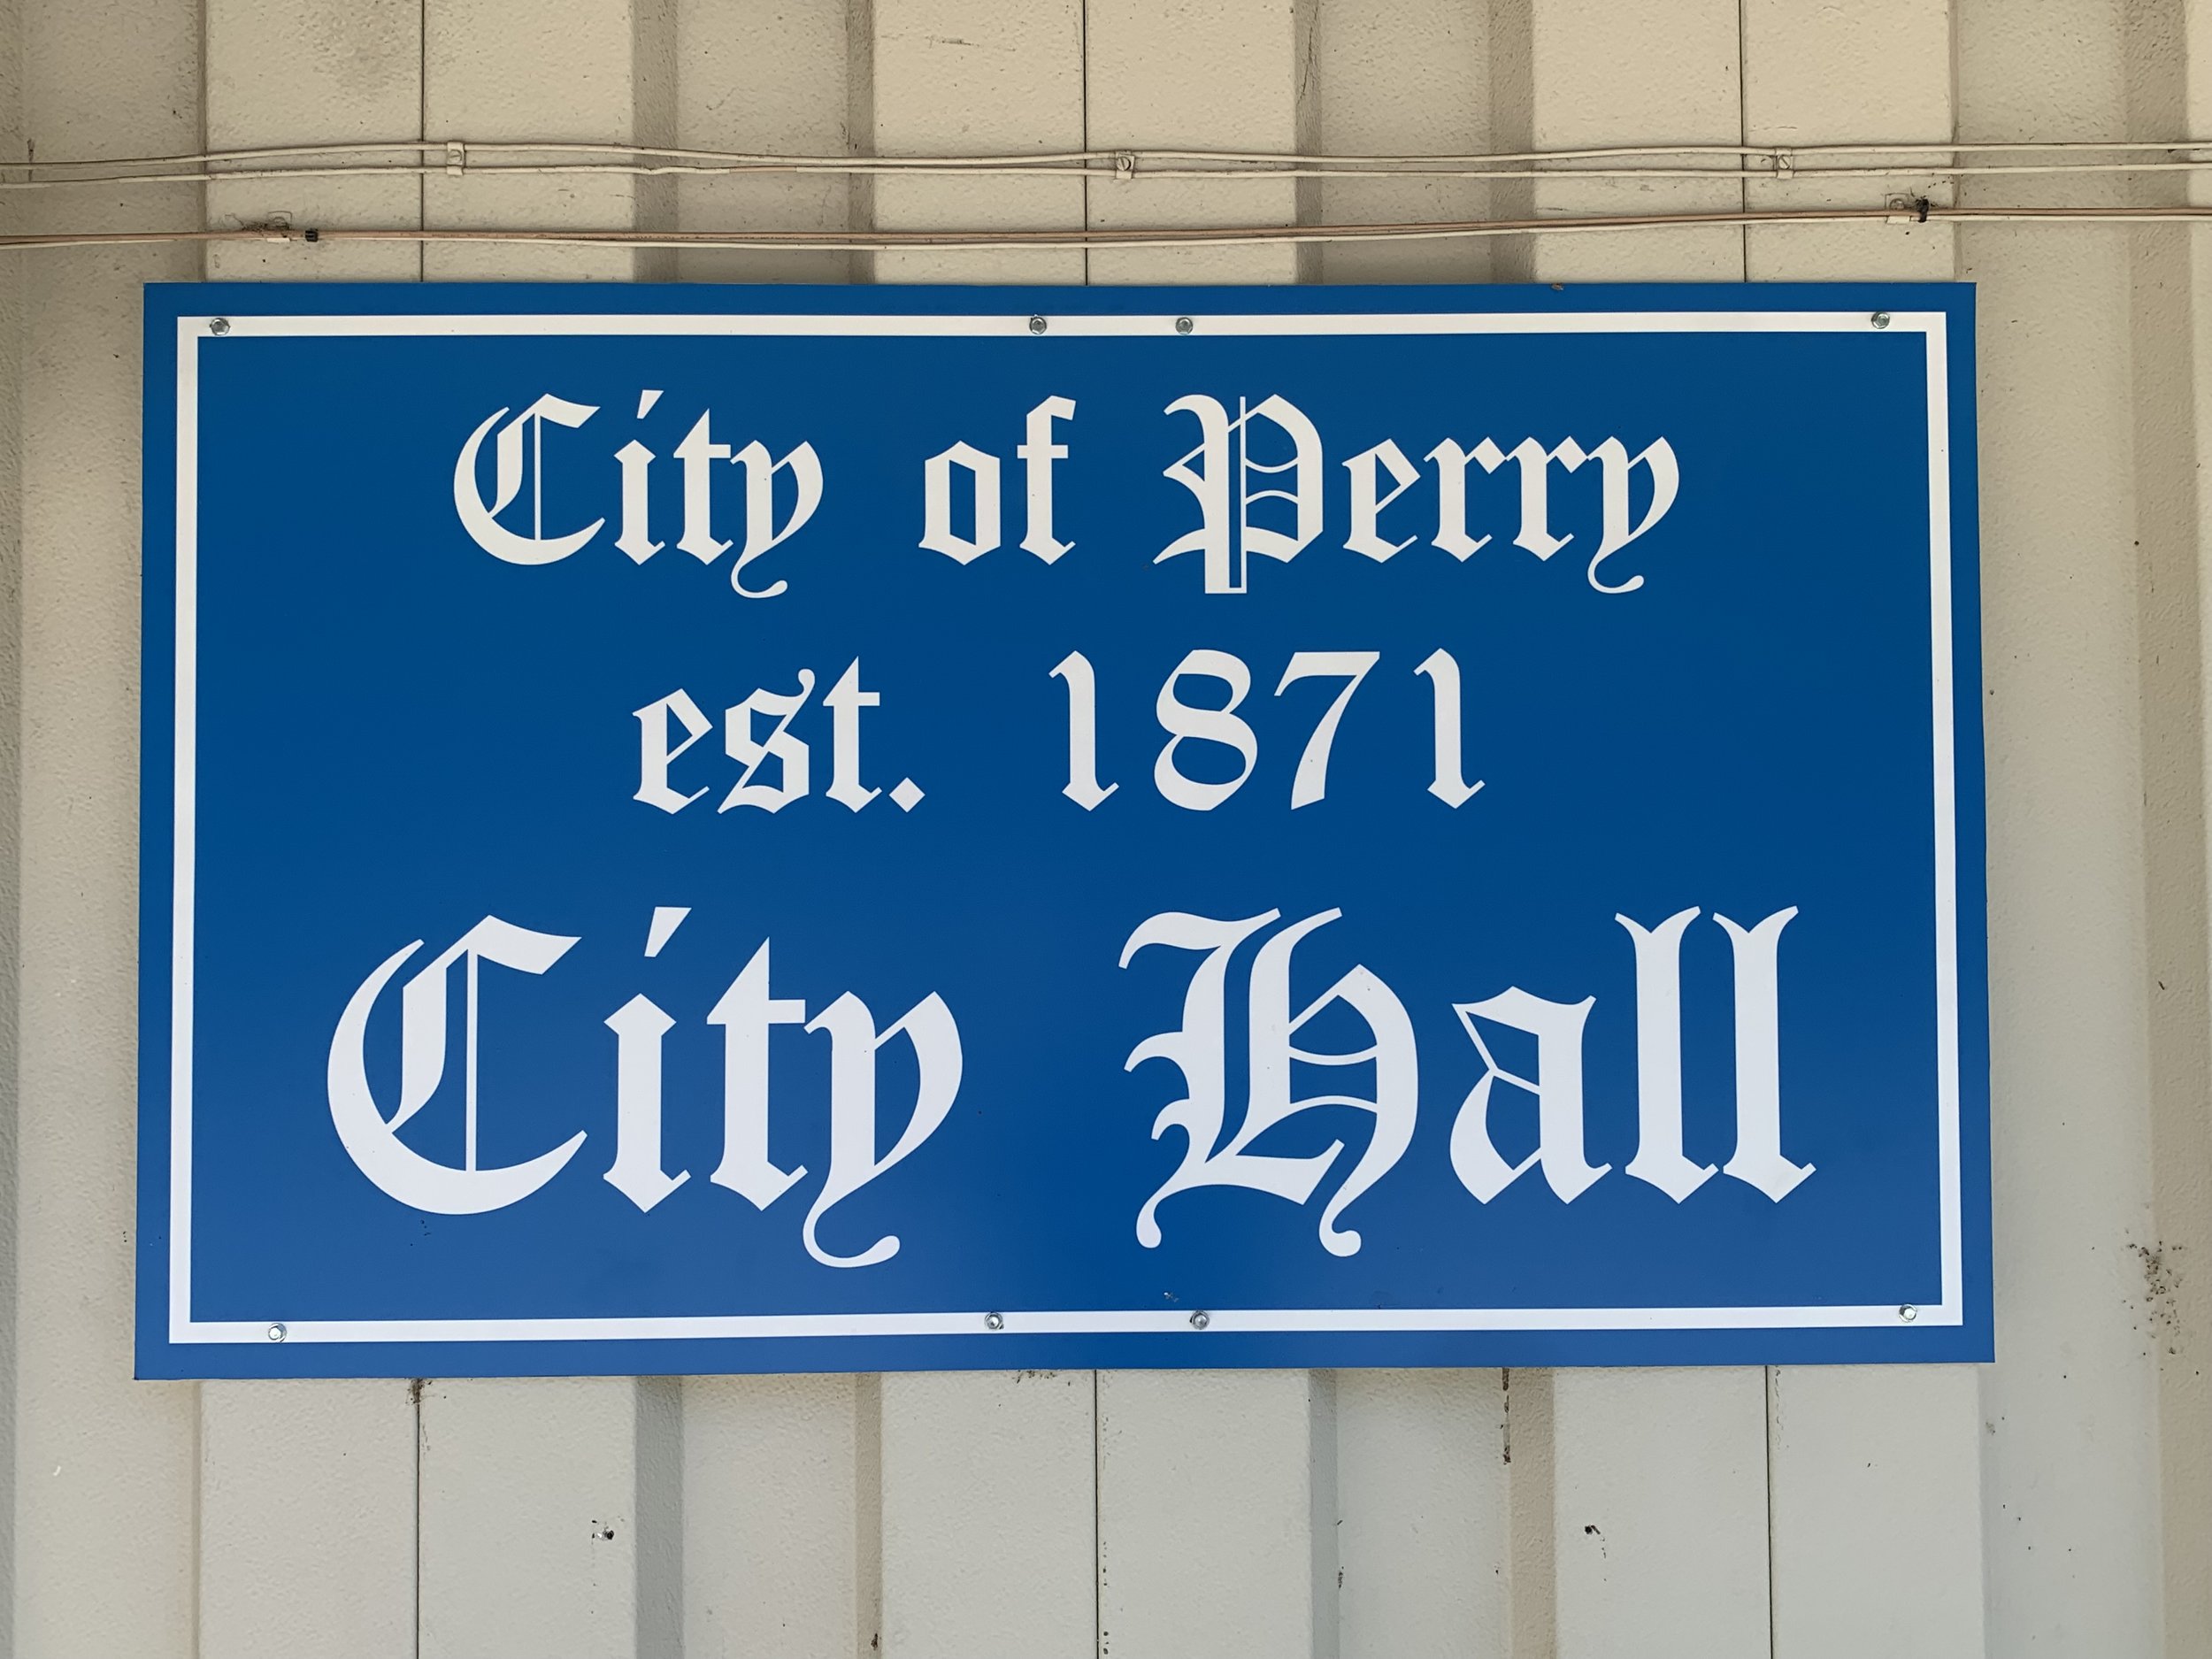 City of Perry
est. 1871
City Hall